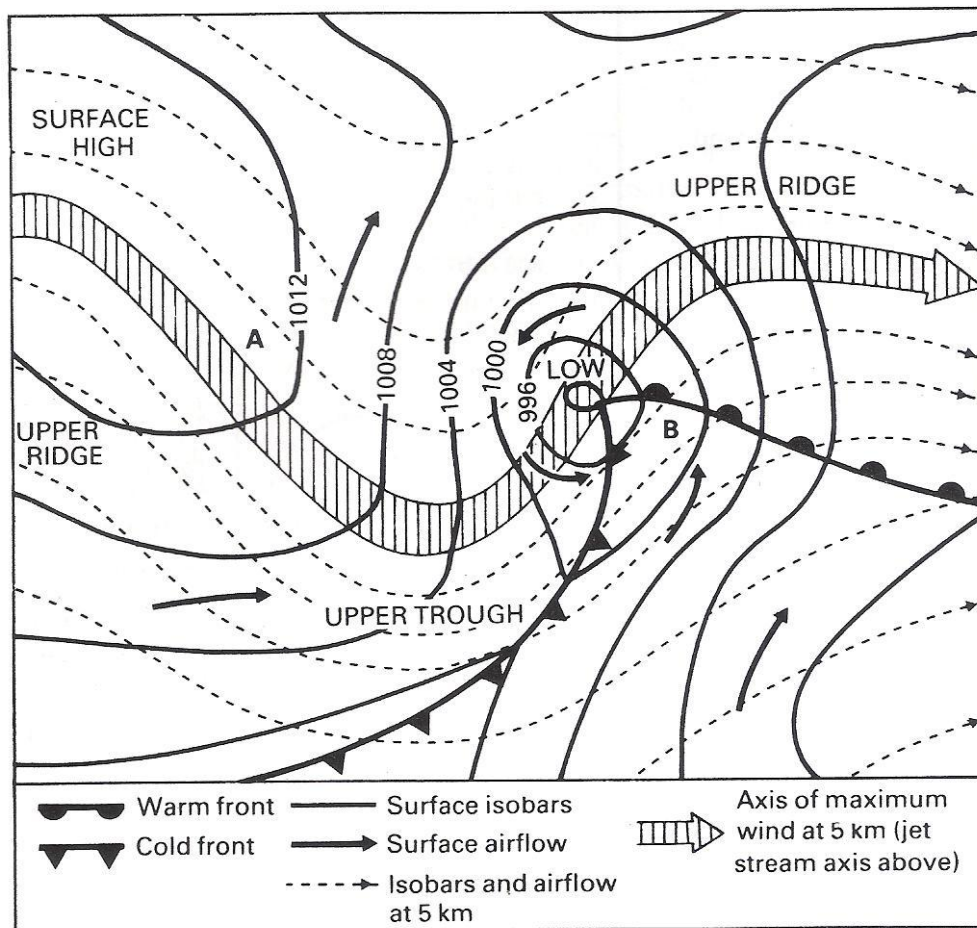 SURFACE
HIGH
UPPER RIDGE
1012
A
1008
1004
1000
996
LOW
B
UPPER
RIDGE
UPPER TROUGH
Warm front
Cold front
Surface isobars
Surface airflow
Isobars and airflow
at 5 km
Axis of maximum
wind at 5 km (jet
stream axis above)